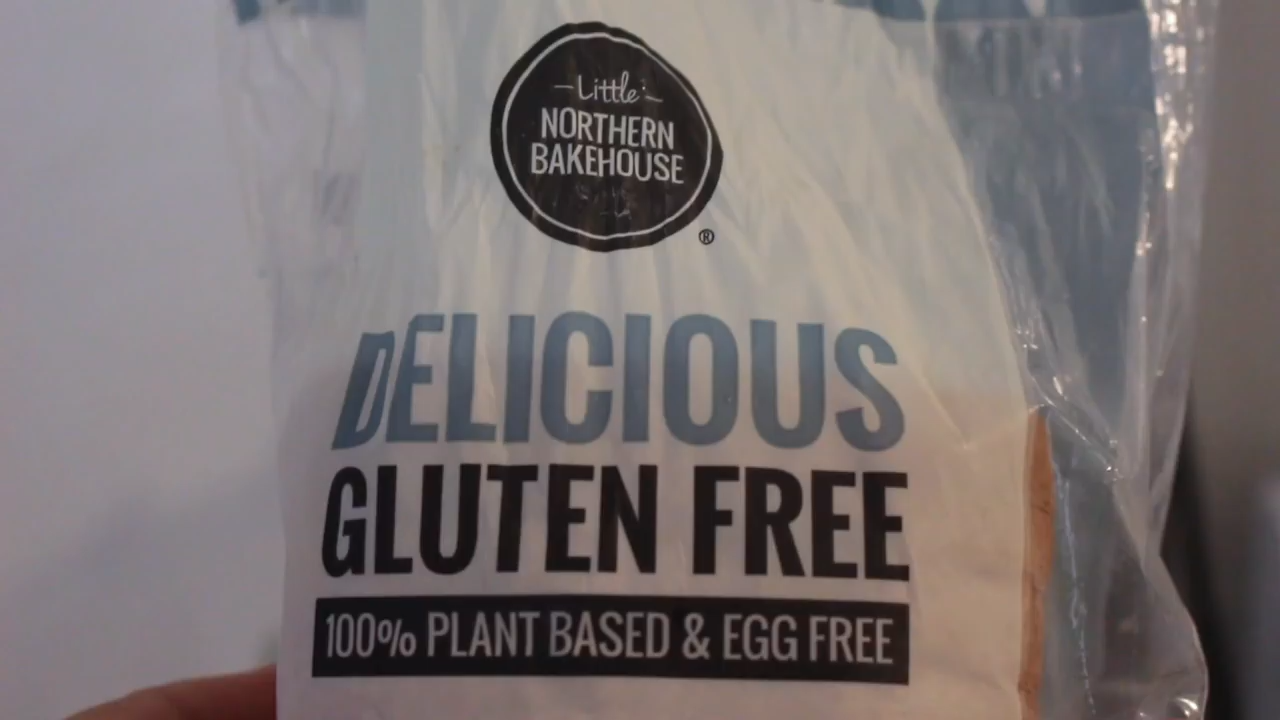 Little
NORTHERN
BAKEHOUSE
®
DELICIOUS
GLUTEN FREE
100% PLANT BASED & EGG FREE